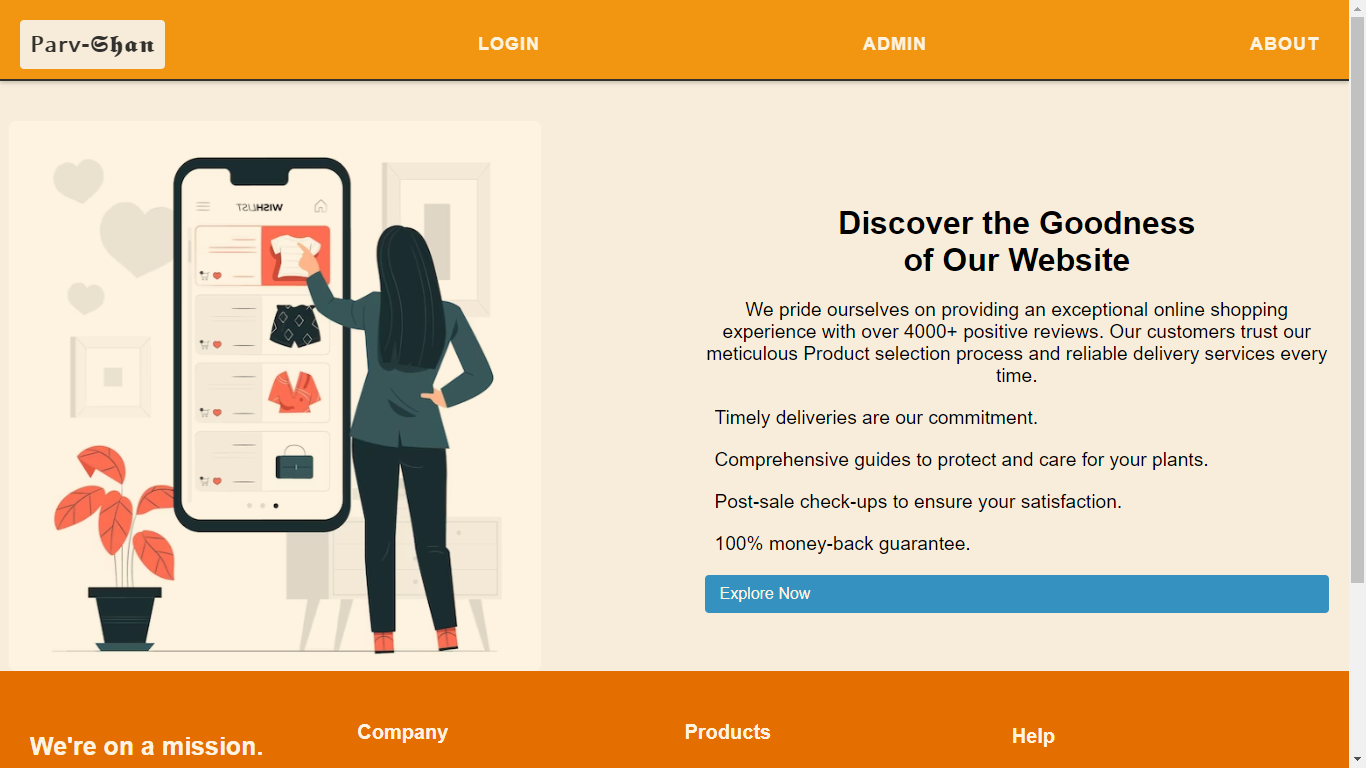 Parv-Shan
LOGIN
ADMIN
ABOUT
WISHLIST
Discover the Goodness
of Our Website
We pride ourselves on providing an exceptional online shopping
experience with over 4000+ positive reviews. Our customers trust our
meticulous Product selection process and reliable delivery services every
time.
Timely deliveries are our commitment.
Comprehensive guides to protect and care for your plants.
Post-sale check-ups to ensure your satisfaction.
100% money-back guarantee.
Explore Now
We're on a mission.
Company
Products
Help